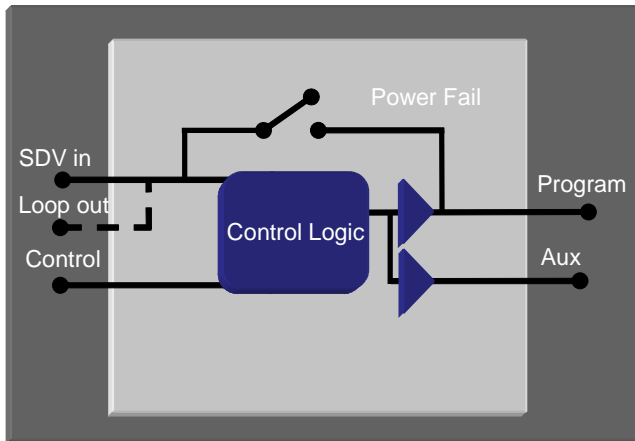 Power Fail
SDV in
Loop out
Control
Control Logic
Program
Aux